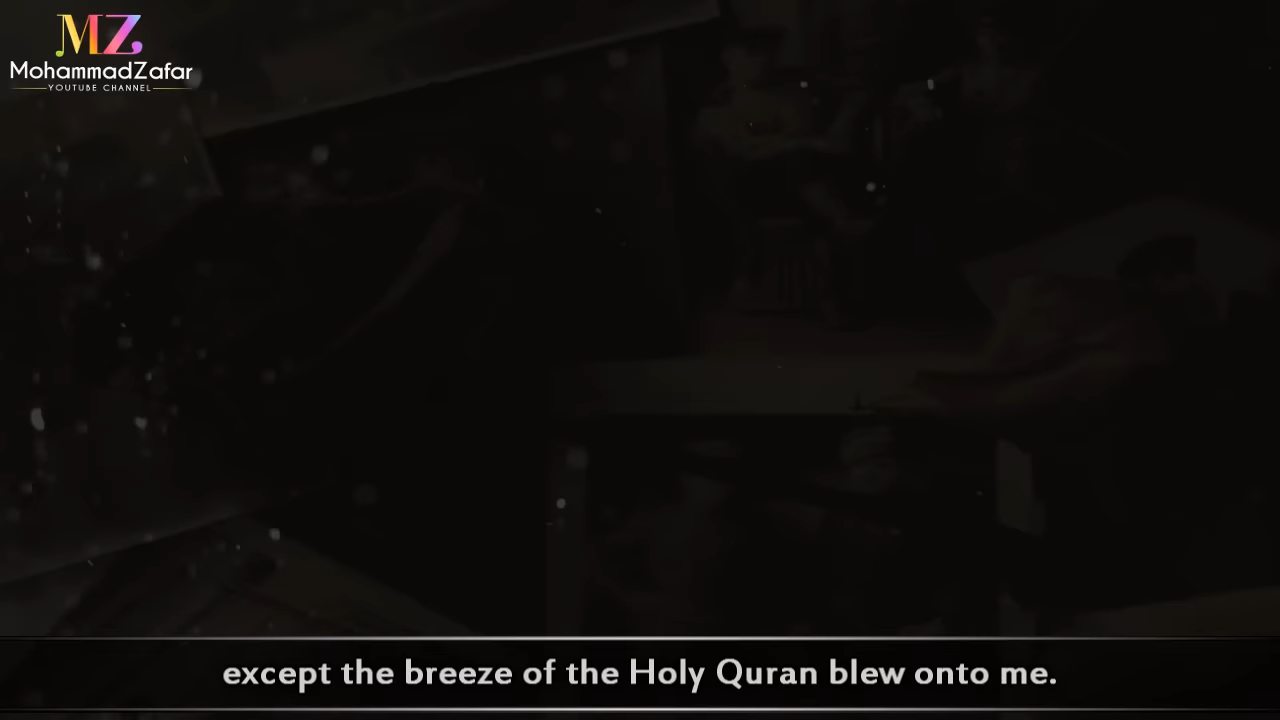 MZ
MohammadZafar
YOUTUBE CHANNEL
except the breeze of the Holy Quran blew onto me.